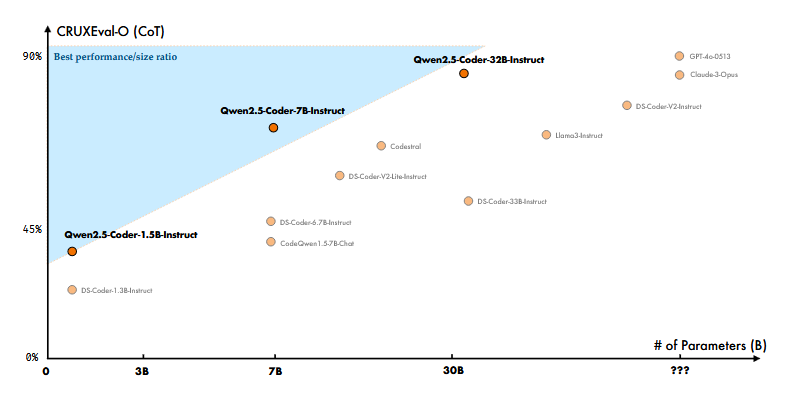 CRUXEval-O (CoT)
90%
Best performance/size ratio
Qwen2.5-Coder-32B-Instruct
GPT-4o-0513
Claude-3-Opus
Qwen2.5-Coder-7B-Instruct
DS-Coder-V2-Instruct
Llama3-Instruct
Codestral
DS-Coder-V2-Lite-Instruct
DS-Coder-33B-Instruct
45%
Qwen2.5-Coder-1.5B-Instruct
DS-Coder-6.7B-Instruct
CodeQwen1.5-7B-Chat
DS-Coder-1.3B-Instruct
# of Parameters (B)
0%
0
3B
7B
30B
???